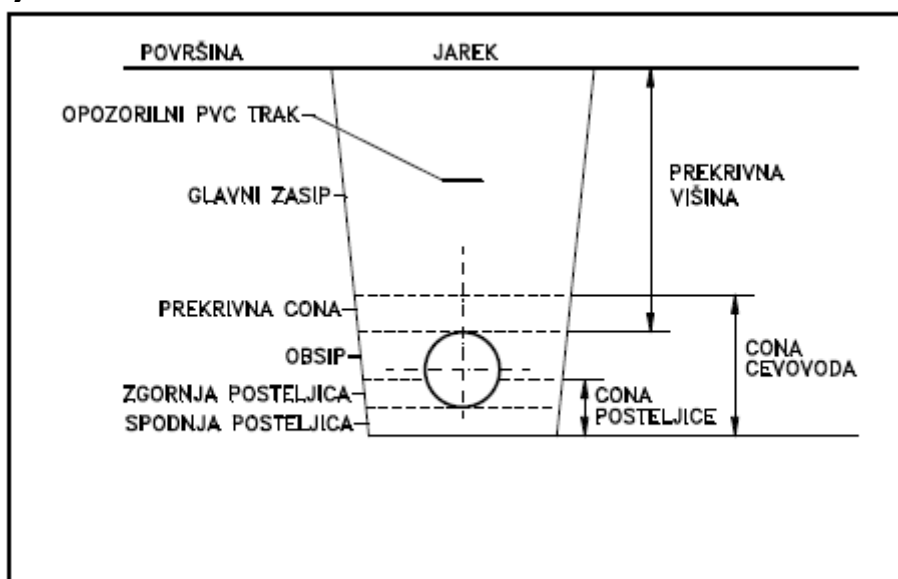 POVRŠINA
JAREK
OPOZORILNI PVC TRAK
GLAVNI ZASIP
PREKRIVNA
VIŠINA
PREKRIVNA CONA
OBSIP
CONA
CEVOVODA
ZGORNJA POSTELJICA
SPODNJA POSTELJICA
CONA
POSTELJICE